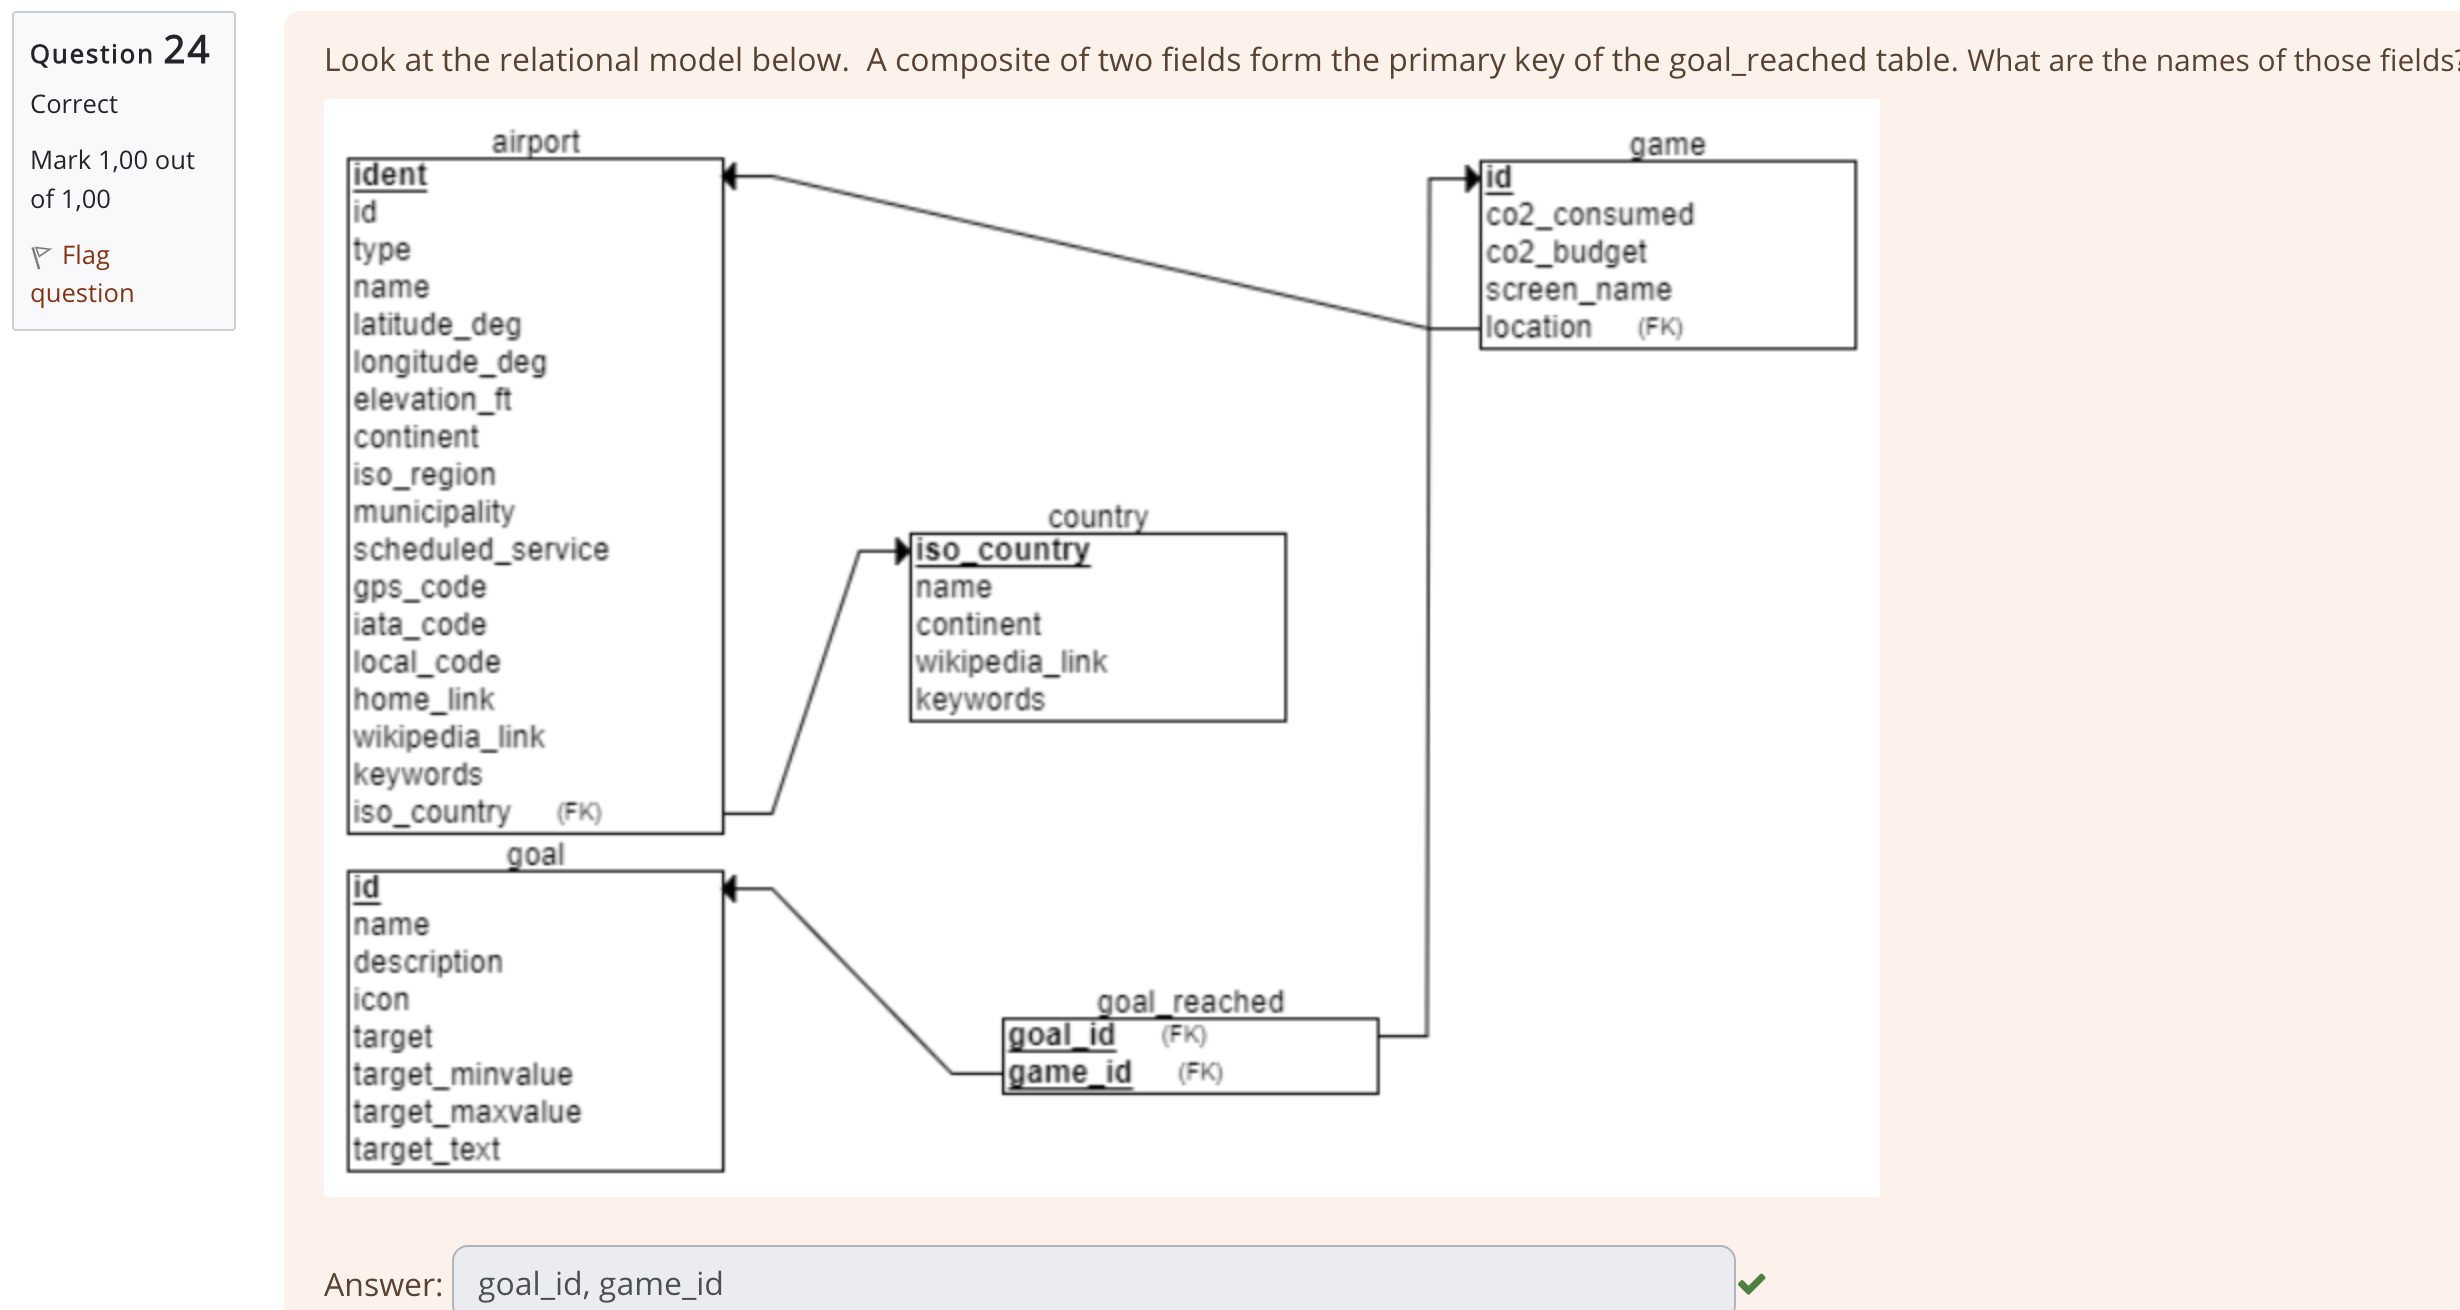 Question 24
Correct
Mark 1,00 out
of 1,00
Flag
question
Look at the relational model below.  A composite of two fields form the primary key of the goal_reached table. What are the names of those fields?
airport
ident
id
type
name
latitude_deg
longitude_deg
elevation_ft
continent
iso_region
municipality
scheduled_service
gps_code
iata_code
local_code
home_link
wikipedia_link
keywords
iso_country (FK)
game
id
co2_consumed
co2_budget
screen_name
location (FK)
country
iso_country
name
continent
wikipedia_link
keywords
goal
id
name
description
icon
target
target_minvalue
target_maxvalue
target_text
goal_reached
goal_id (FK)
game_id (FK)
Answer: goal_id, game_id